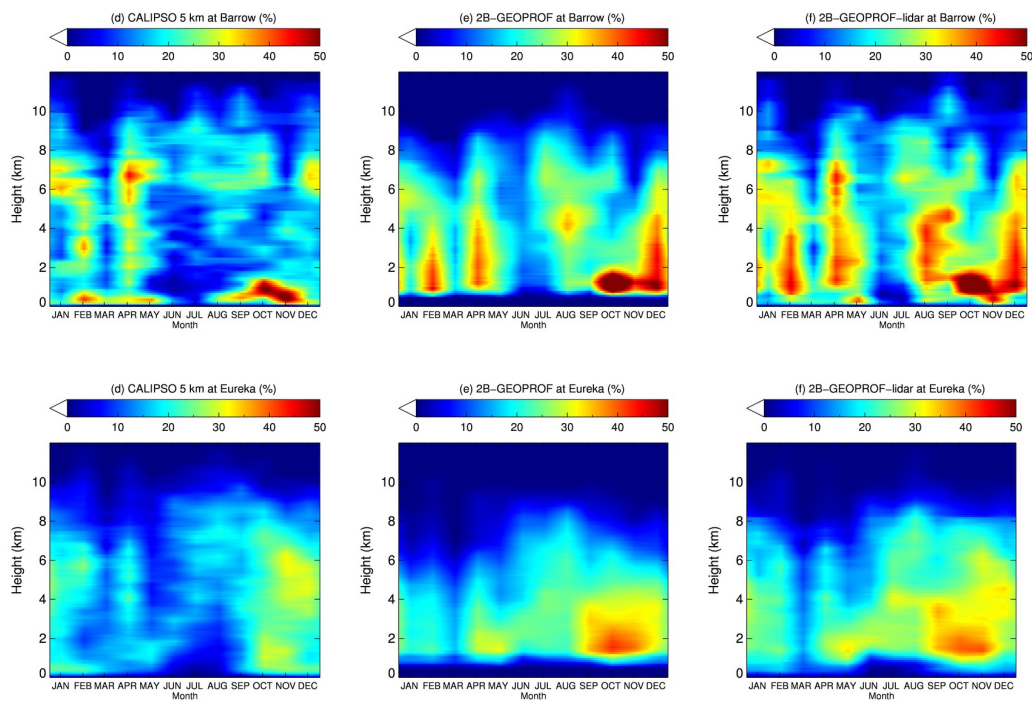 (d) CALIPSO 5 km at Barrow (%)
0 10 20 30 40 50
Height (km)
10
8
6
4
2
0
JAN FEB MAR APR MAY JUN JUL AUG SEP OCT NOV DEC
Month
(e) 2B-GEOPROF at Barrow (%)
0 10 20 30 40 50
Height (km)
10
8
6
4
2
0
JAN FEB MAR APR MAY JUN JUL AUG SEP OCT NOV DEC
Month
(f) 2B-GEOPROF-lidar at Barrow (%)
0 10 20 30 40 50
Height (km)
10
8
6
4
2
0
JAN FEB MAR APR MAY JUN JUL AUG SEP OCT NOV DEC
Month
(d) CALIPSO 5 km at Eureka (%)
0 10 20 30 40 50
Height (km)
10
8
6
4
2
0
JAN FEB MAR APR MAY JUN JUL AUG SEP OCT NOV DEC
Month
(e) 2B-GEOPROF at Eureka (%)
0 10 20 30 40 50
Height (km)
10
8
6
4
2
0
JAN FEB MAR APR MAY JUN JUL AUG SEP OCT NOV DEC
Month
(f) 2B-GEOPROF-lidar at Eureka (%)
0 10 20 30 40 50
Height (km)
10
8
6
4
2
0
JAN FEB MAR APR MAY JUN JUL AUG SEP OCT NOV DEC
Month